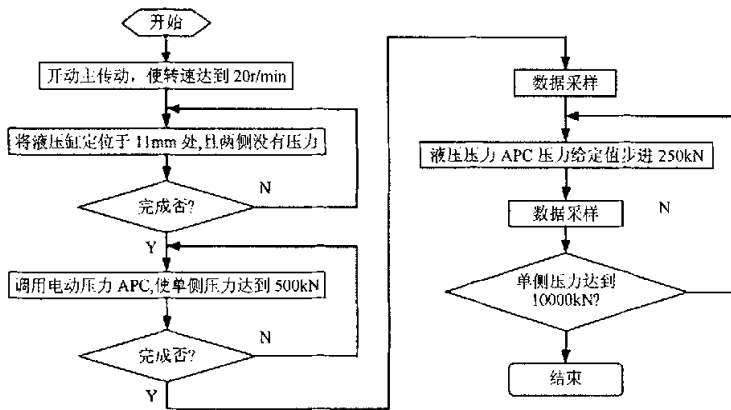 开始
开动主传动，使转速达到 20r/min
将液压缸定位于 11mm 处,且两侧没有压力
完成否?
N
Y
调用电动压力 APC,使单侧压力达到 500kN
完成否?
N
Y
数据采样
液压压力 APC 压力给定值步进 250kN
数据采样
N
单侧压力达到
10000kN?
结束